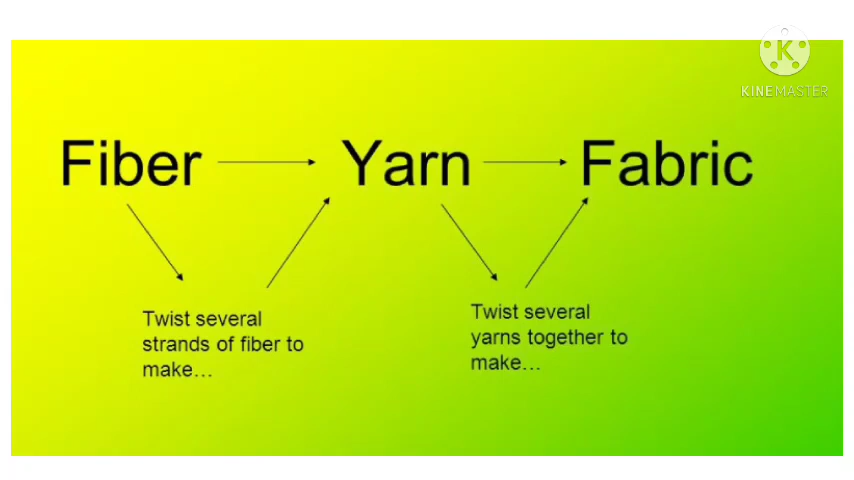 KINEMASTER
Fiber
Yarn
Fabric
Twist several
strands of fiber to
make…
Twist several
yarns together to
make…